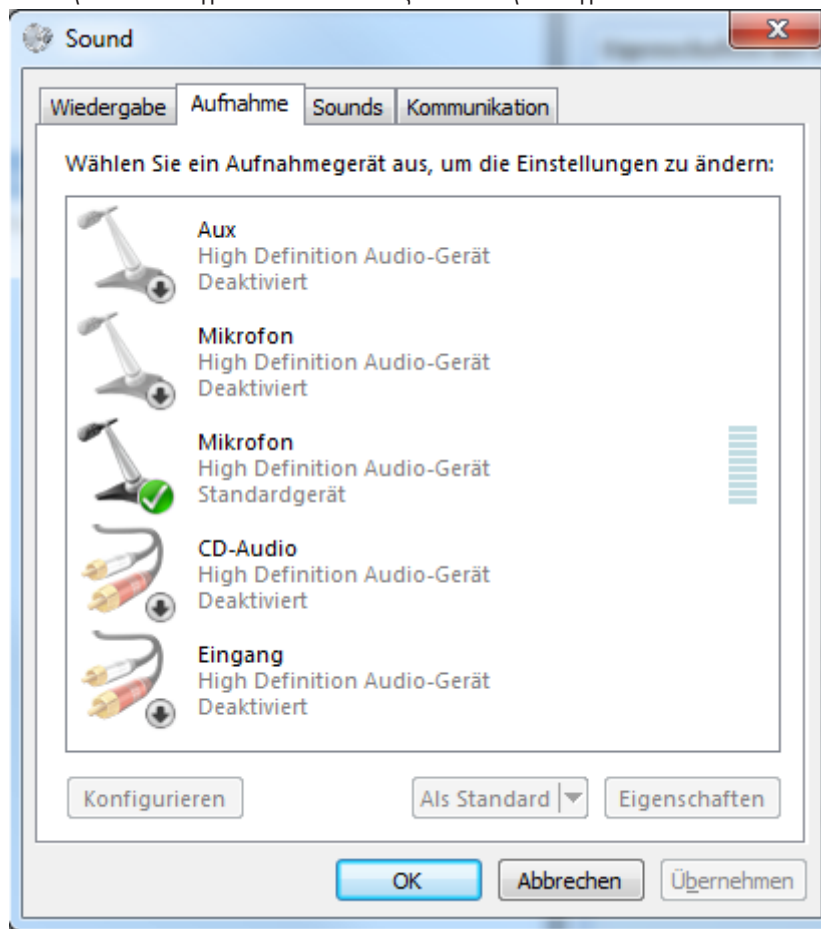 Sound
Wiedergabe Aufnahme Sounds Kommunikation
Wählen Sie ein Aufnahmegerät aus, um die Einstellungen zu ändern:
Aux
High Definition Audio-Gerät
Deaktiviert
Mikrofon
High Definition Audio-Gerät
Deaktiviert
Mikrofon
High Definition Audio-Gerät
Standardgerät
CD-Audio
High Definition Audio-Gerät
Deaktiviert
Eingang
High Definition Audio-Gerät
Deaktiviert
Konfigurieren Als Standard Eigenschaften
OK Abbrechen Übernehmen